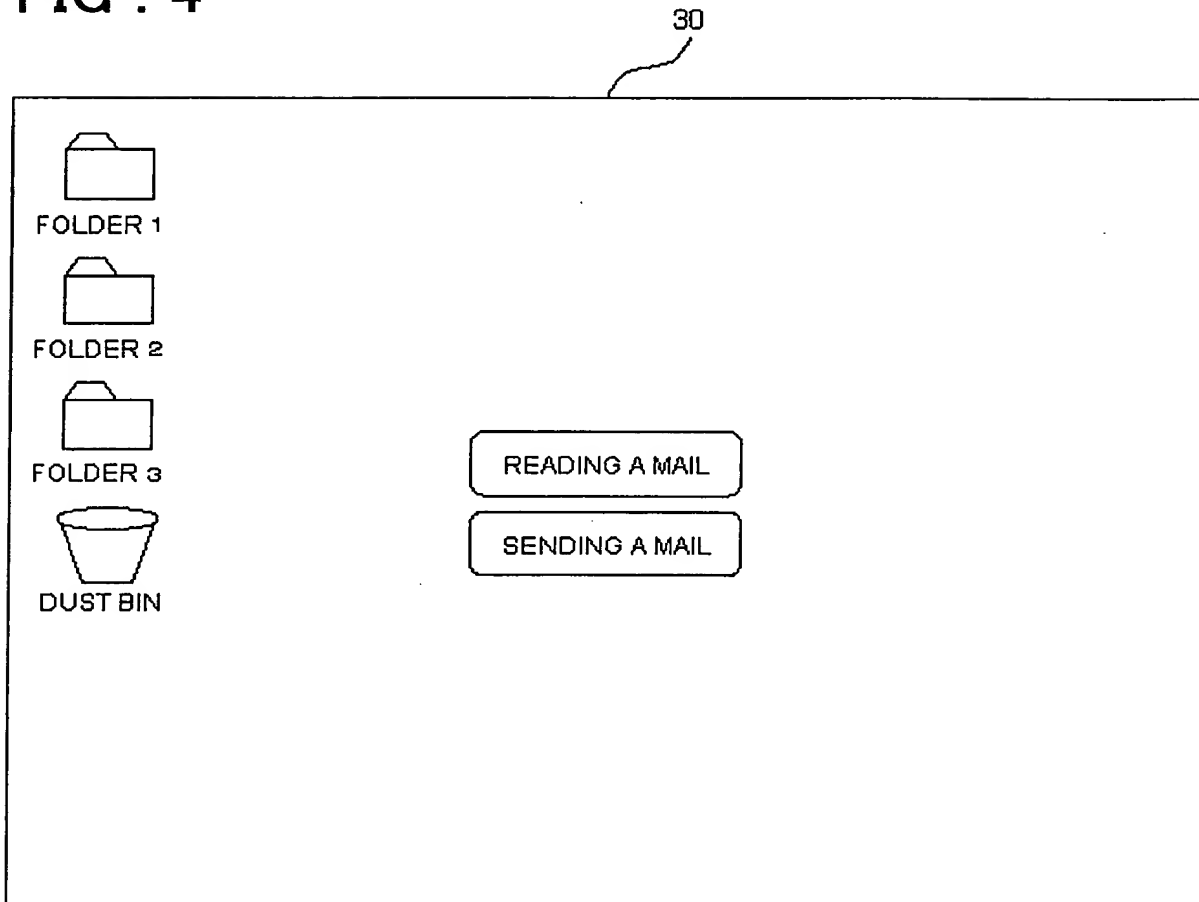 FIG. 4
30
FOLDER 1
FOLDER 2
FOLDER 3
READING A MAIL
SENDING A MAIL
DUST BIN